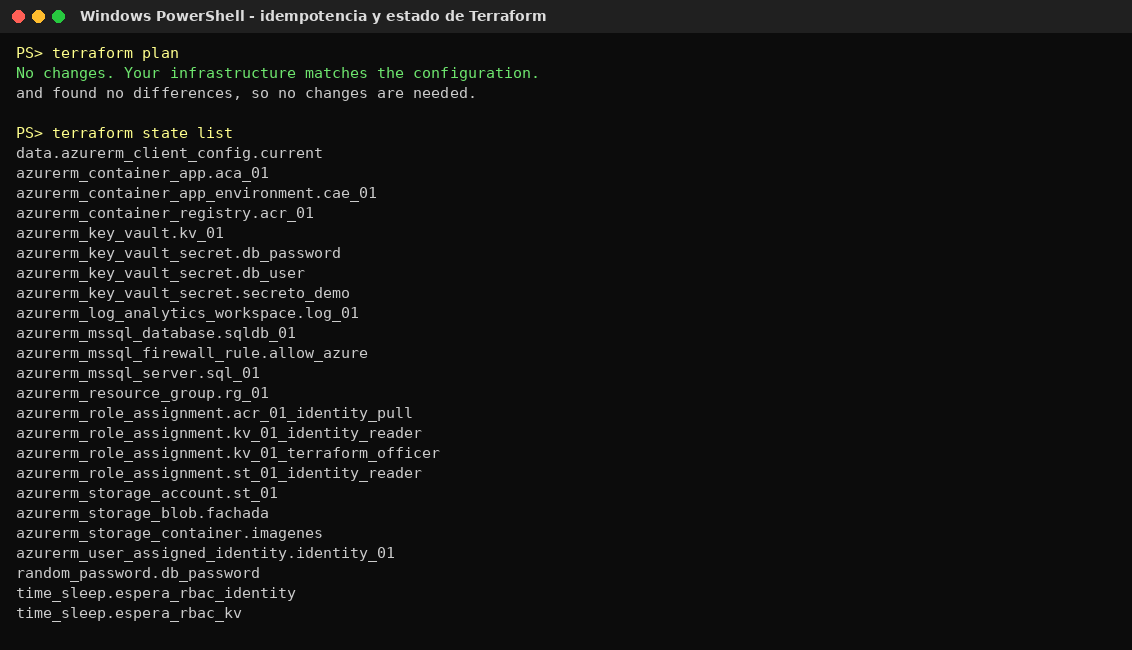 Windows PowerShell - idempotencia y estado de Terraform
PS> terraform plan
No changes. Your infrastructure matches the configuration.
and found no differences, so no changes are needed.
PS> terraform state list
data.azurerm_client_config.current
azurerm_container_app.aca_01
azurerm_container_app_environment.cae_01
azurerm_container_registry.acr_01
azurerm_key_vault.kv_01
azurerm_key_vault_secret.db_password
azurerm_key_vault_secret.db_user
azurerm_key_vault_secret.secreto_demo
azurerm_log_analytics_workspace.log_01
azurerm_mssql_database.sqldb_01
azurerm_mssql_firewall_rule.allow_azure
azurerm_mssql_server.sql_01
azurerm_resource_group.rg_01
azurerm_role_assignment.acr_01_identity_pull
azurerm_role_assignment.kv_01_identity_reader
azurerm_role_assignment.kv_01_terraform_officer
azurerm_role_assignment.st_01_identity_reader
azurerm_storage_account.st_01
azurerm_storage_blob.fachada
azurerm_storage_container.imagenes
azurerm_user_assigned_identity.identity_01
random_password.db_password
time_sleep.espera_rbac_identity
time_sleep.espera_rbac_kv